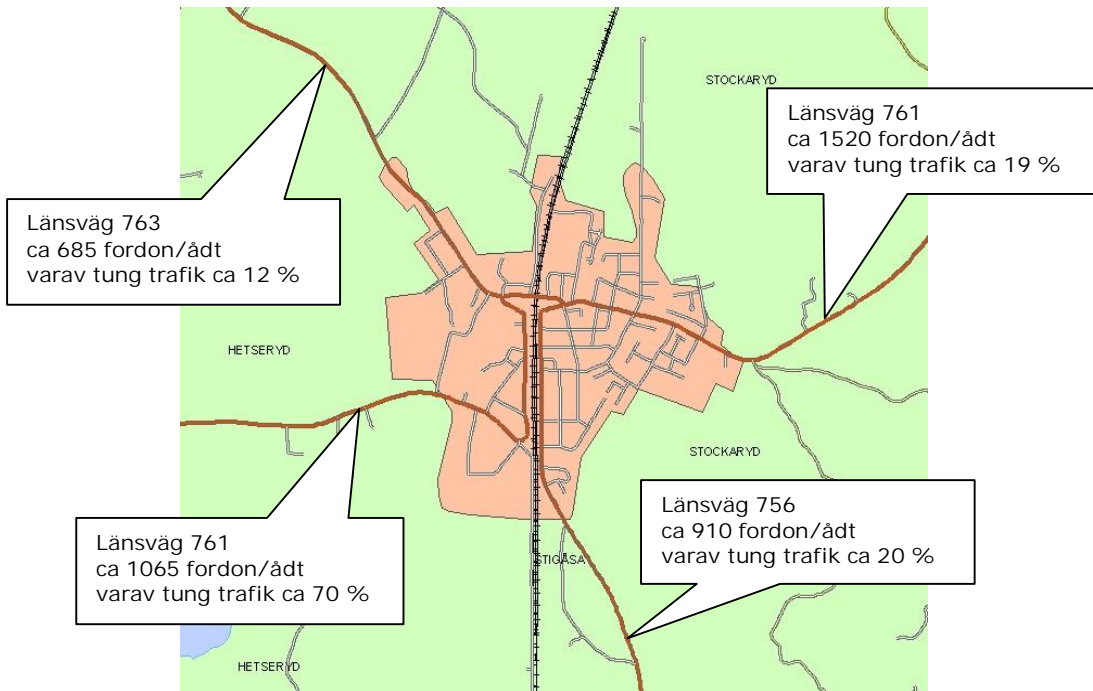 STOCKARYD
Länsväg 761
ca 1520 fordon/ådt
varav tung trafik ca 19 %
Länsväg 763
ca 685 fordon/ådt
varav tung trafik ca 12 %
HETSERYD
STOCKARYD
Länsväg 756
ca 910 fordon/ådt
varav tung trafik ca 20 %
Länsväg 761
ca 1065 fordon/ådt
varav tung trafik ca 70 %
STIGÅSA
HETSERYD